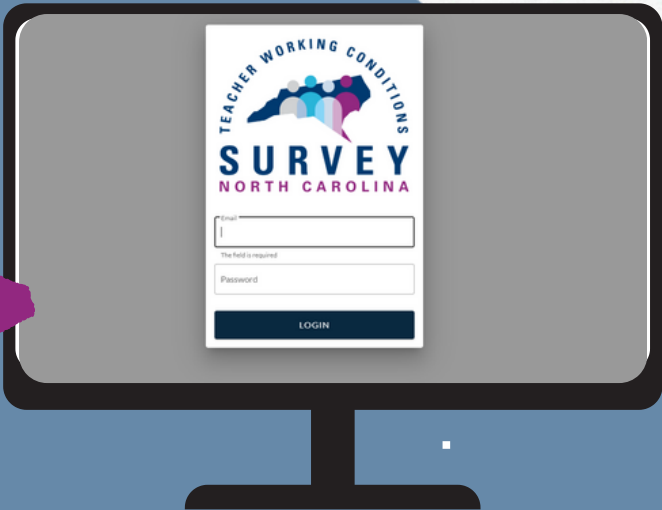 TEACHER WORKING CONDITIONS
SURVEY
NORTH CAROLINA
Email
The field is required
Password
LOGIN